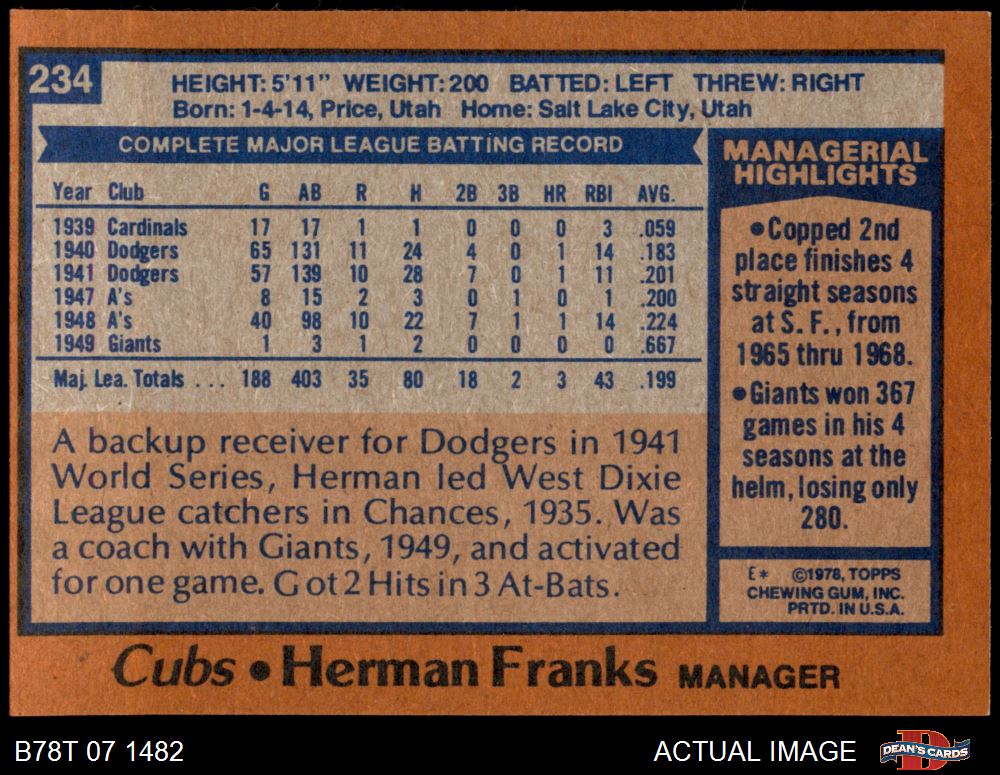 234
HEIGHT: 5'11" WEIGHT: 200 BATTED: LEFT THREW: RIGHT
Born: 1-4-14, Price, Utah Home: Salt Lake City, Utah
COMPLETE MAJOR LEAGUE BATTING RECORD
Year Club G AB R H 2B 3B HR RBI AVG.
1939 Cardinals 17 17 1 1 0 0 0 3 .059
1940 Dodgers 65 131 11 24 4 0 1 14 .183
1941 Dodgers 57 139 10 28 7 0 1 11 .201
1947 A's 8 15 2 3 0 1 0 1 .200
1948 A's 40 98 10 22 7 1 1 14 .224
1949 Giants 1 3 1 2 0 0 0 0 .667
Maj. Lea. Totals ... 188 403 35 80 18 2 3 43 .199
A backup receiver for Dodgers in 1941
World Series, Herman led West Dixie
League catchers in Chances, 1935. Was
a coach with Giants, 1949, and activated
for one game. Got 2 Hits in 3 At-Bats.
MANAGERIAL
HIGHLIGHTS
•Copped 2nd
place finishes 4
straight seasons
at S. F., from
1965 thru 1968.
•Giants won 367
games in his 4
seasons at the
helm, losing only
280.
E* ©1978, TOPPS
CHEWING GUM, INC.
PRTD. IN U.S.A.
Cubs • Herman Franks MANAGER
B78T 07 1482
ACTUAL IMAGE
DEAN'S CARDS